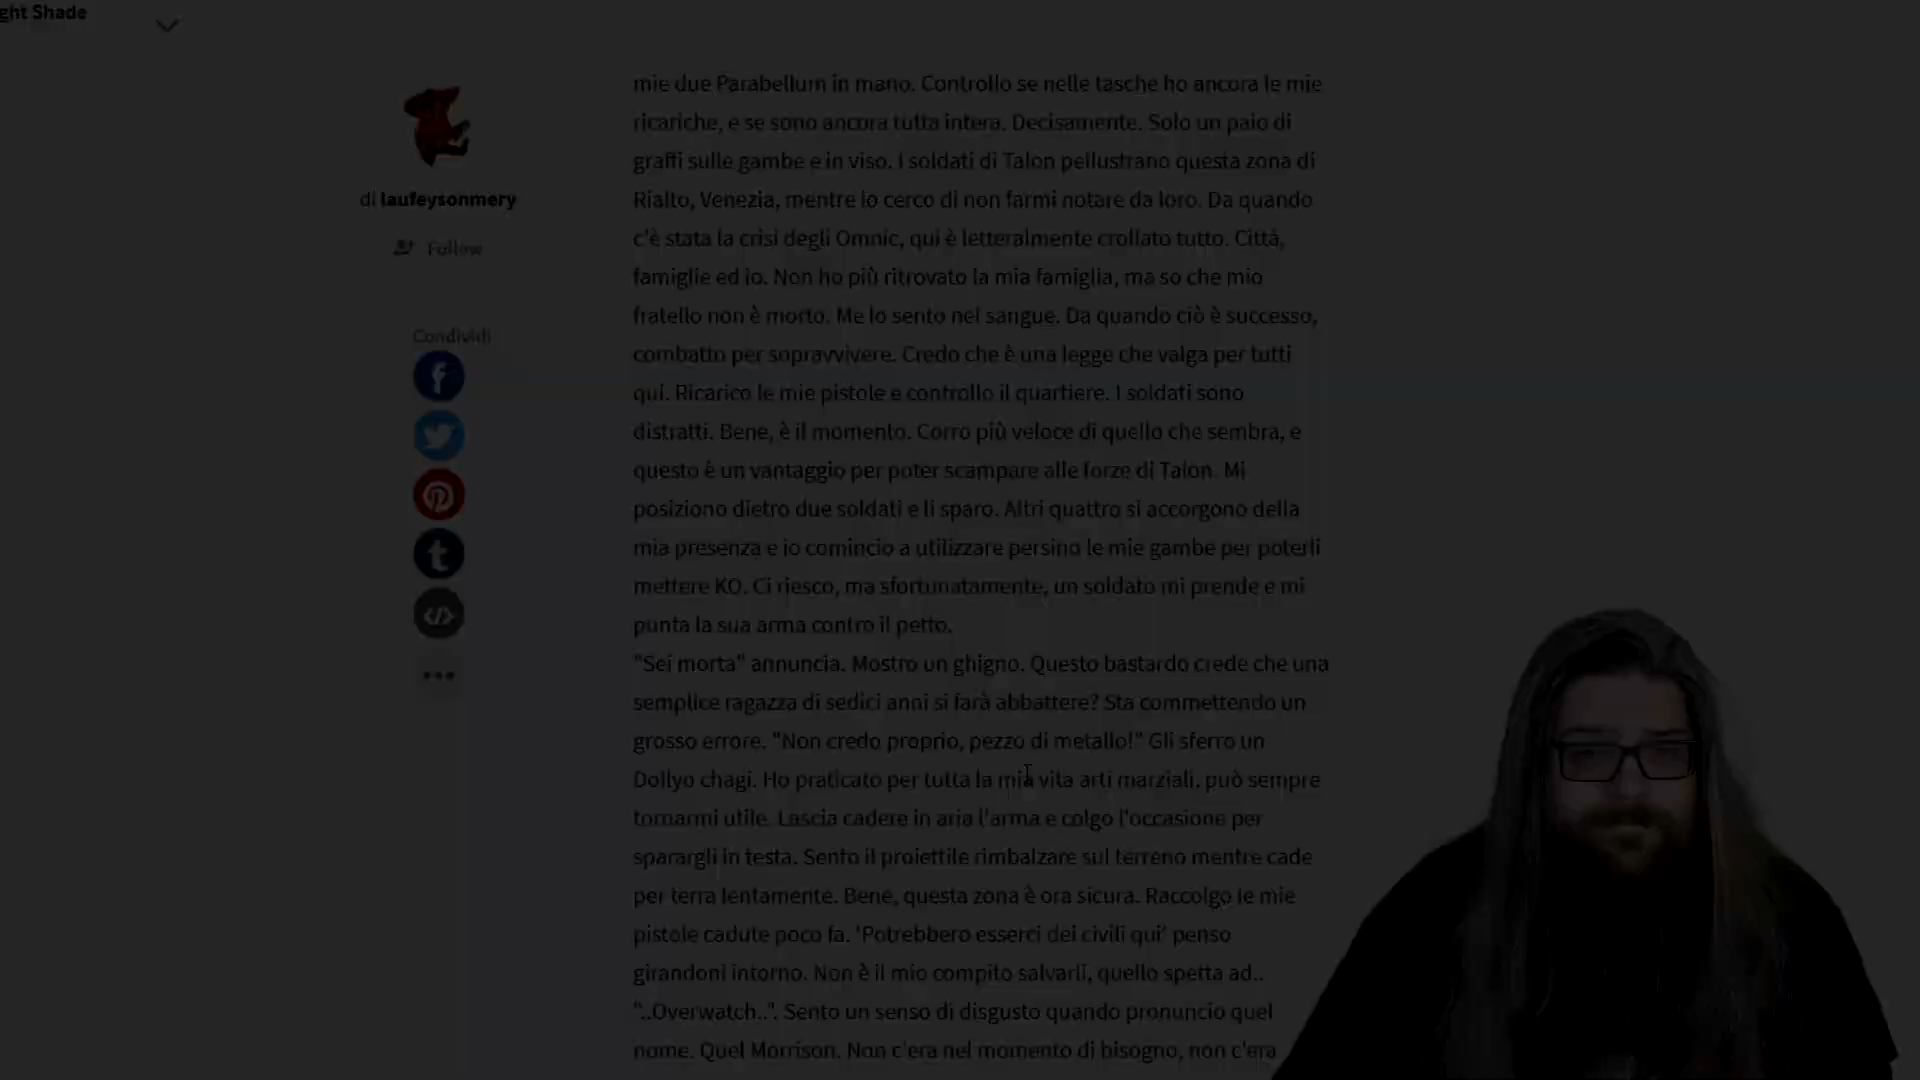 ght Shade
di laufeysonmery
Follow
Condividi
mie due Parabellum in mano. Controllo se nelle tasche ho ancora le mie
ricariche, e se sono ancora tutta intera. Decisamente. Solo un paio di
graffi sulle gambe e in viso. I soldati di Talon pellustrano questa zona di
Rialto, Venezia, mentre io cerco di non farmi notare da loro. Da quando
c'è stata la crisi degli Omnic, qui è letteralmente crollato tutto. Città,
famiglie ed io. Non ho più ritrovato la mia famiglia, ma so che mio
fratello non è morto. Me lo sento nel sangue. Da quando ciò è successo,
combatto per sopravvivere. Credo che è una legge che valga per tutti
qui. Ricarico le mie pistole e controllo il quartiere. I soldati sono
distratti. Bene, è il momento. Corro più veloce di quello che sembra, e
questo è un vantaggio per poter scampare alle forze di Talon. Mi
posiziono dietro due soldati e li sparo. Altri quattro si accorgono della
mia presenza e io comincio a utilizzare persino le mie gambe per poterli
mettere KO. Ci riesco, ma sfortunatamente, un soldato mi prende e mi
punta la sua arma contro il petto.
"Sei morta" annuncia. Mostro un ghigno. Questo bastardo crede che una
semplice ragazza di sedici anni si farà abbattere? Sta commettendo un
grosso errore. "Non credo proprio, pezzo di metallo!" Gli sferro un
Dollyo chagi. Ho praticato per tutta la mia vita arti marziali, può sempre
tornarmi utile. Lascia cadere in aria l'arma e colgo l'occasione per
sparargli in testa. Sento il proiettile rimbalzare sul terreno mentre cade
per terra lentamente. Bene, questa zona è ora sicura. Raccolgo le mie
pistole cadute poco fa. 'Potrebbero esserci dei civili qui' penso
girandoni intorno. Non è il mio compito salvarli, quello spetta ad..
"..Overwatch..". Sento un senso di disgusto quando pronuncio quel
nome. Quel Morrison. Non c'era nel momento di bisogno, non c'era